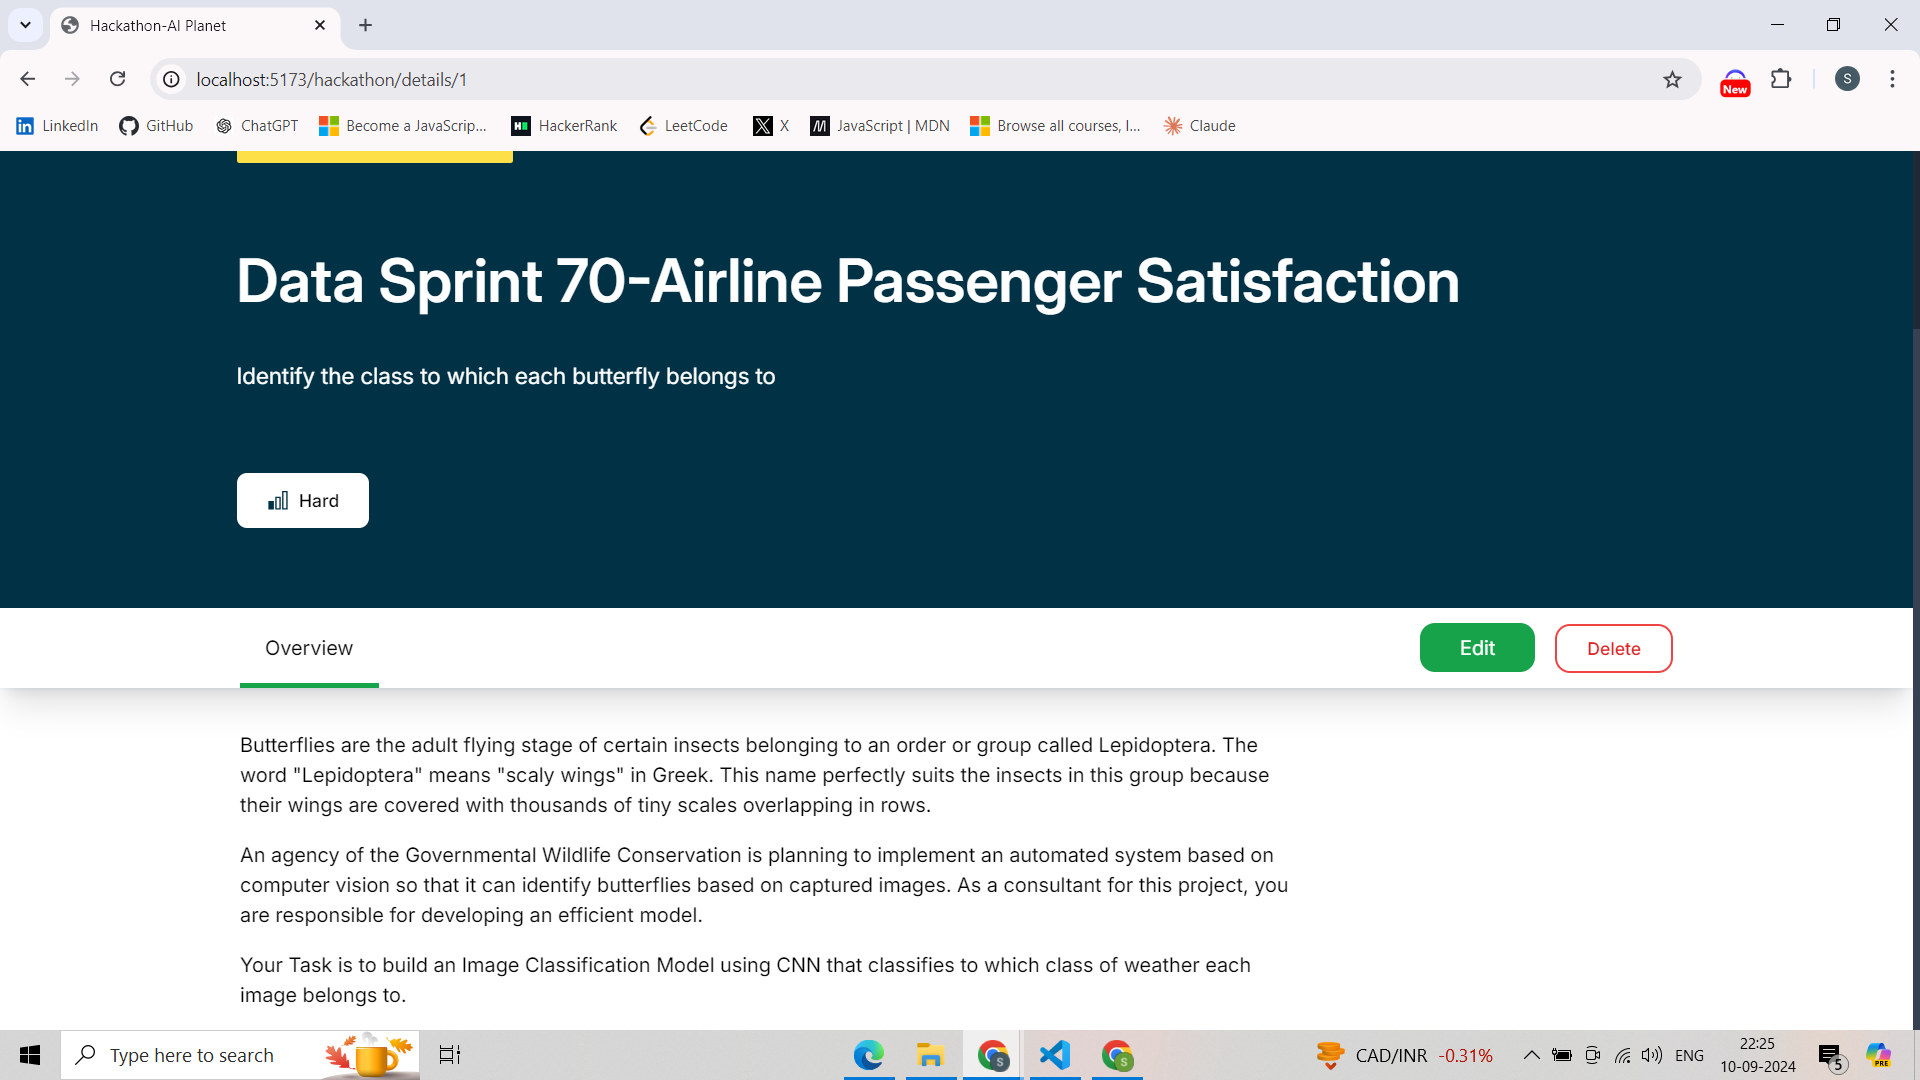 Hackathon-AI Planet
localhost:5173/hackathon/details/1
New
S
LinkedIn GitHub ChatGPT Become a JavaScrip... HackerRank LeetCode X JavaScript | MDN Browse all courses, l... Claude
Data Sprint 70-Airline Passenger Satisfaction
Identify the class to which each butterfly belongs to
Hard
Overview Edit Delete
Butterflies are the adult flying stage of certain insects belonging to an order or group called Lepidoptera. The
word "Lepidoptera" means "scaly wings" in Greek. This name perfectly suits the insects in this group because
their wings are covered with thousands of tiny scales overlapping in rows.
An agency of the Governmental Wildlife Conservation is planning to implement an automated system based on
computer vision so that it can identify butterflies based on captured images. As a consultant for this project, you
are responsible for developing an efficient model.
Your Task is to build an Image Classification Model using CNN that classifies to which class of weather each
image belongs to.
Type here to search CAD/INR -0.31% ENG 22:25
10-09-2024 5 PRE